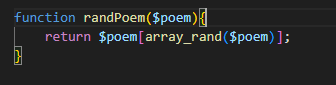 function randPoem($poem){
    return $poem[array_rand($poem)];
}